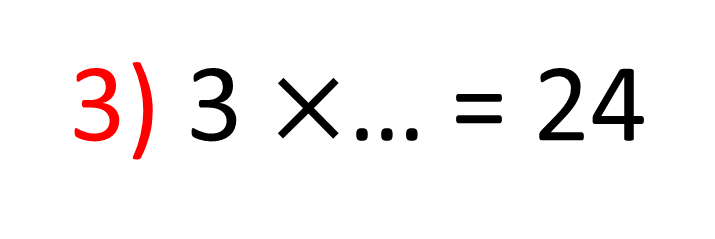 3) 3 ×... = 24